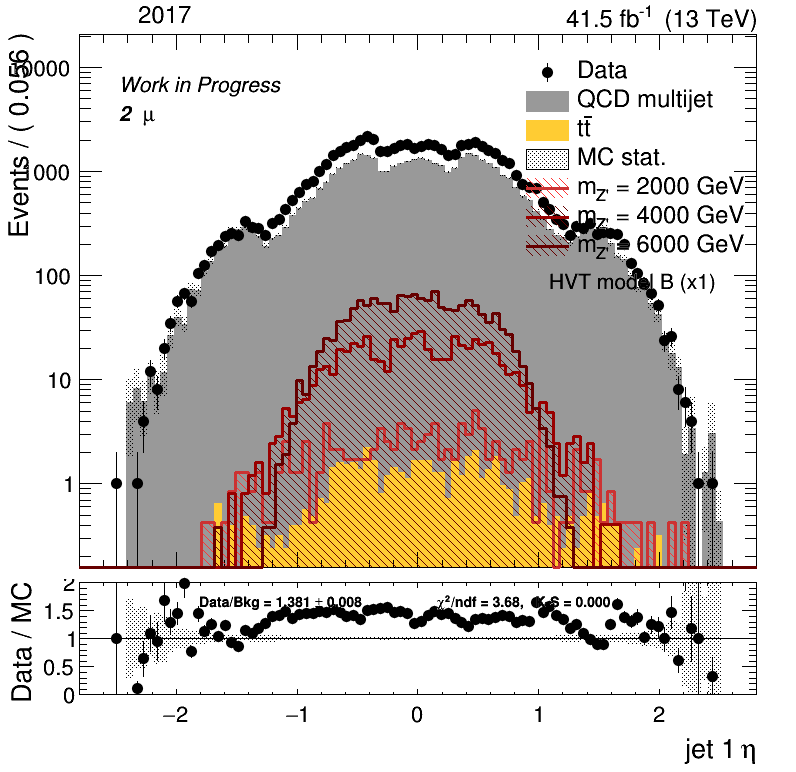 2017
41.5 fb⁻¹ (13 TeV)
Events / ( 0.056 )
10000
1000
100
10
1
Work in Progress
2 μ
Data
QCD multijet
tt̄
MC stat.
m_Z' = 2000 GeV
m_Z' = 4000 GeV
m_Z' = 6000 GeV
HVT model B (x1)
Data / MC
2
1.5
1
0.5
0
Data/Bkg = 1.381 ± 0.008
χ²/ndf = 3.68, K-S = 0.000
−2 −1 0 1 2
jet 1 η